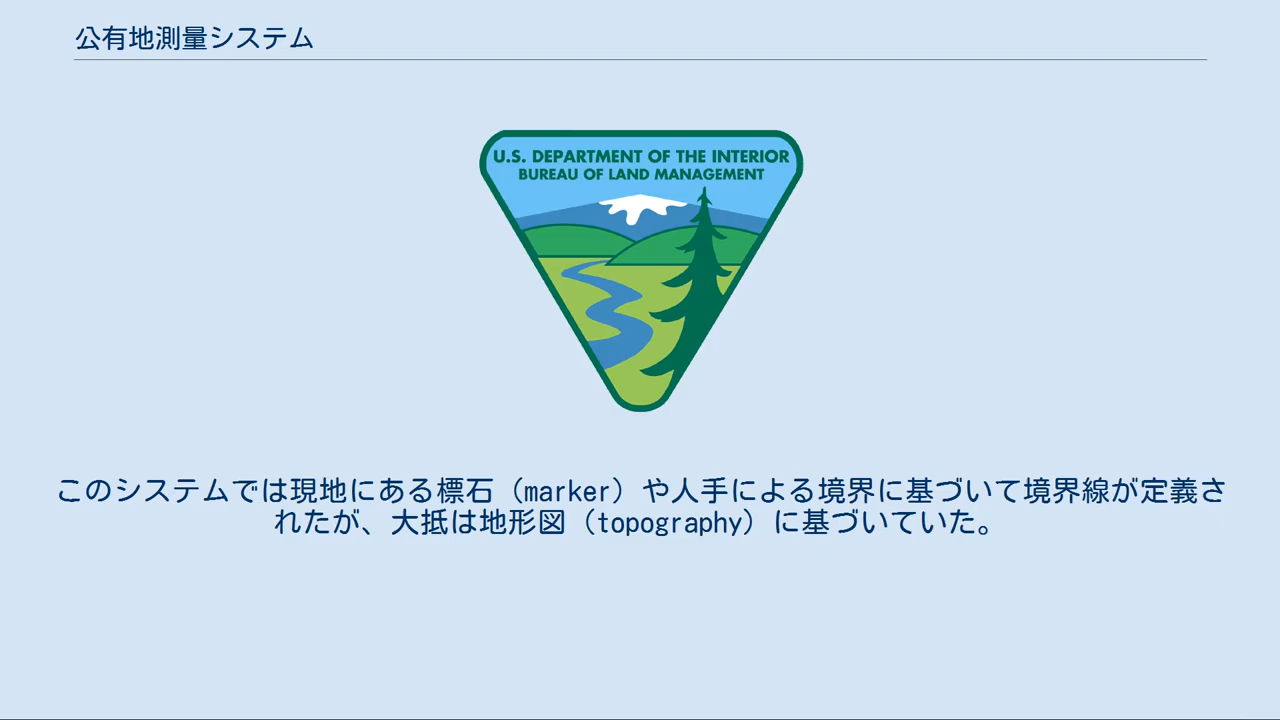 公有地測量システム
U.S. DEPARTMENT OF THE INTERIOR
BUREAU OF LAND MANAGEMENT
このシステムでは現地にある標石（marker）や人手による境界に基づいて境界線が定義さ
れたが、大抵は地形図（topography）に基づいていた。